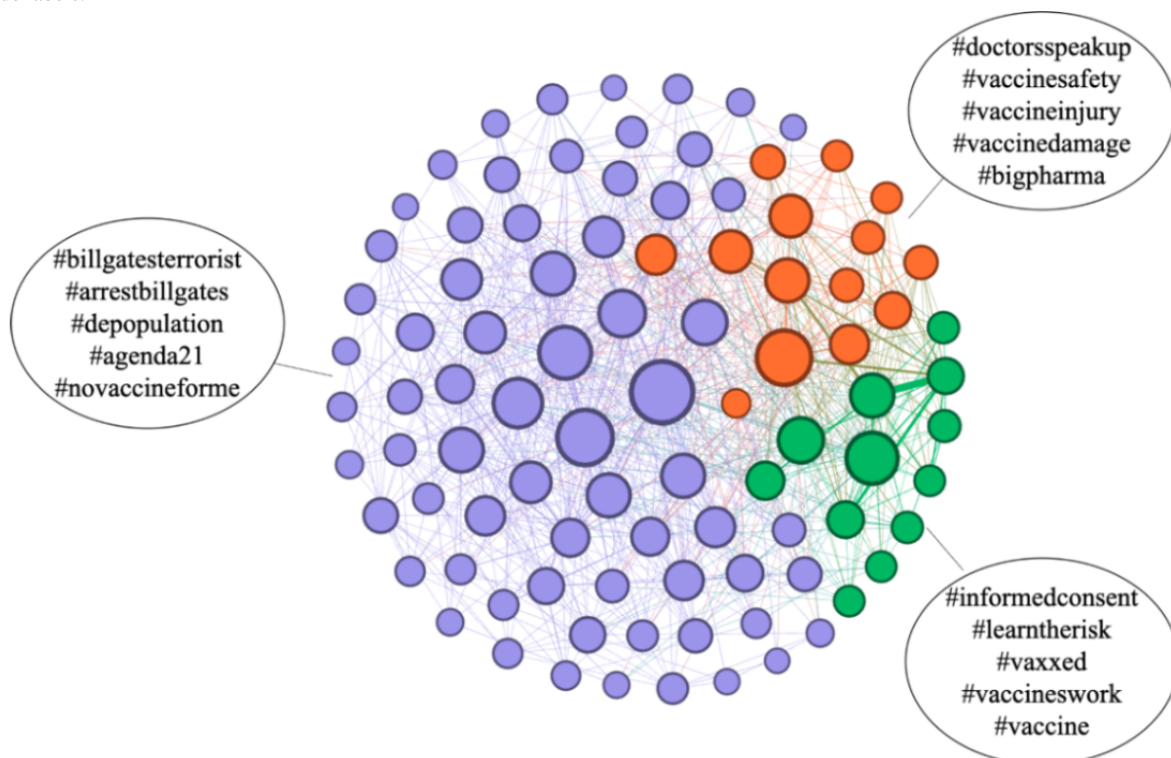 #doctorsspeakup
#vaccinesafety
#vaccineinjury
#vaccinedamage
#bigpharma
#billgatesterrorist
#arrestbillgates
#depopulation
#agenda21
#novaccineforme
#informedconsent
#learntherisk
#vaxxed
#vaccineswork
#vaccine